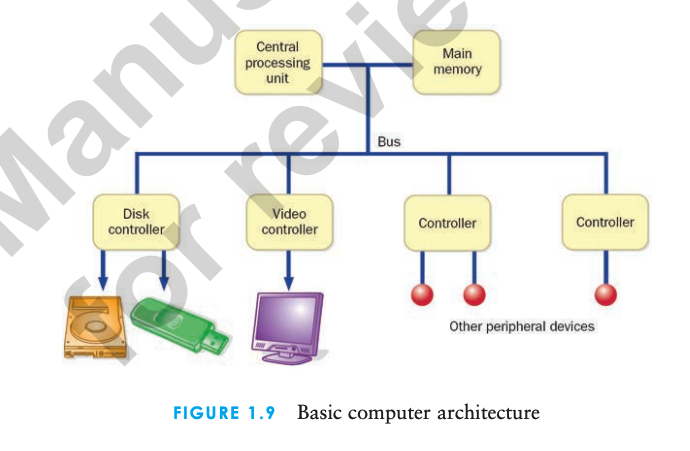 Manus
for revie
Central
processing
unit
Main
memory
Bus
Disk
controller
Video
controller
Controller
Controller
Other peripheral devices
FIGURE 1.9 Basic computer architecture